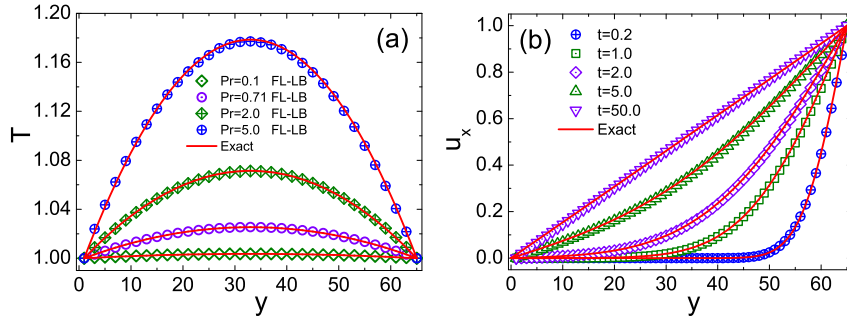 (a)
T
1.20
1.16
1.12
1.08
1.04
1.00
Pr=0.1 FL-LB
Pr=0.71 FL-LB
Pr=2.0 FL-LB
Pr=5.0 FL-LB
Exact
0 10 20 30 40 50 60
y
(b)
u_x
1.0
0.8
0.6
0.4
0.2
0.0
t=0.2
t=1.0
t=2.0
t=5.0
t=50.0
Exact
0 10 20 30 40 50 60
y